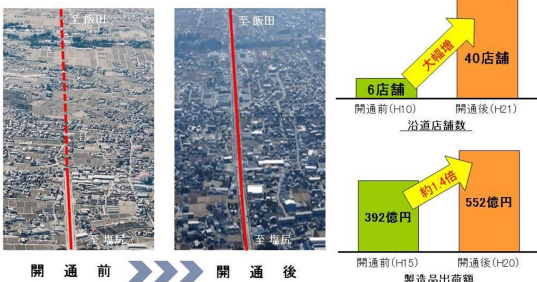 至 飯田
至 塩尻
開通前
至 飯田
至 塩尻
開通後
6店舗
大幅増
40店舗
開通前(H10)
開通後(H21)
沿道店舗数
392億円
約1.4倍
552億円
開通前(H15)
開通後(H20)
製造品出荷額